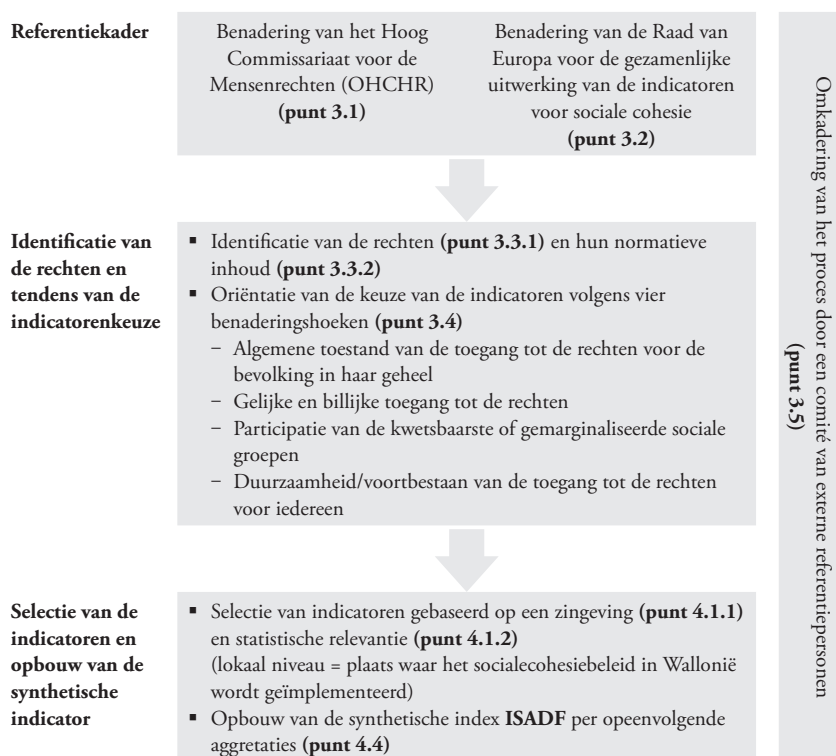 Referentiekader
Benadering van het Hoog
Commissariaat voor de
Mensenrechten (OHCHR)
(punt 3.1)
Benadering van de Raad van
Europa voor de gezamenlijke
uitwerking van de indicatoren
voor sociale cohesie
(punt 3.2)
Identificatie van
de rechten en
tendens van de
indicatorenkeuze
▪ Identificatie van de rechten (punt 3.3.1) en hun normatieve
inhoud (punt 3.3.2)
▪ Oriëntatie van de keuze van de indicatoren volgens vier
benaderingshoeken (punt 3.4)
– Algemene toestand van de toegang tot de rechten voor de
bevolking in haar geheel
– Gelijke en billijke toegang tot de rechten
– Participatie van de kwetsbaarste of gemarginaliseerde sociale
groepen
– Duurzaamheid/voortbestaan van de toegang tot de rechten
voor iedereen
Selectie van de
indicatoren en
opbouw van de
synthetische
indicator
▪ Selectie van indicatoren gebaseerd op een zingeving (punt 4.1.1)
en statistische relevantie (punt 4.1.2)
(lokaal niveau = plaats waar het socialecohesiebeleid in Wallonië
wordt geïmplementeerd)
▪ Opbouw van de synthetische index ISADF per opeenvolgende
aggretaties (punt 4.4)
Omkadering van het proces door een comité van externe referentiepersonen
(punt 3.5)